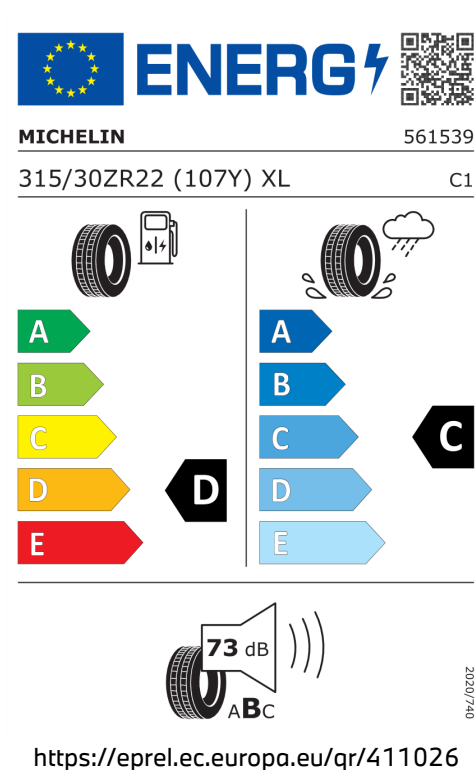 ENERG
MICHELIN 561539
315/30ZR22 (107Y) XL C1
A A
B B
C C C
D D D
E E
73 dB
ABC
2020/740
https://eprel.ec.europa.eu/qr/411026